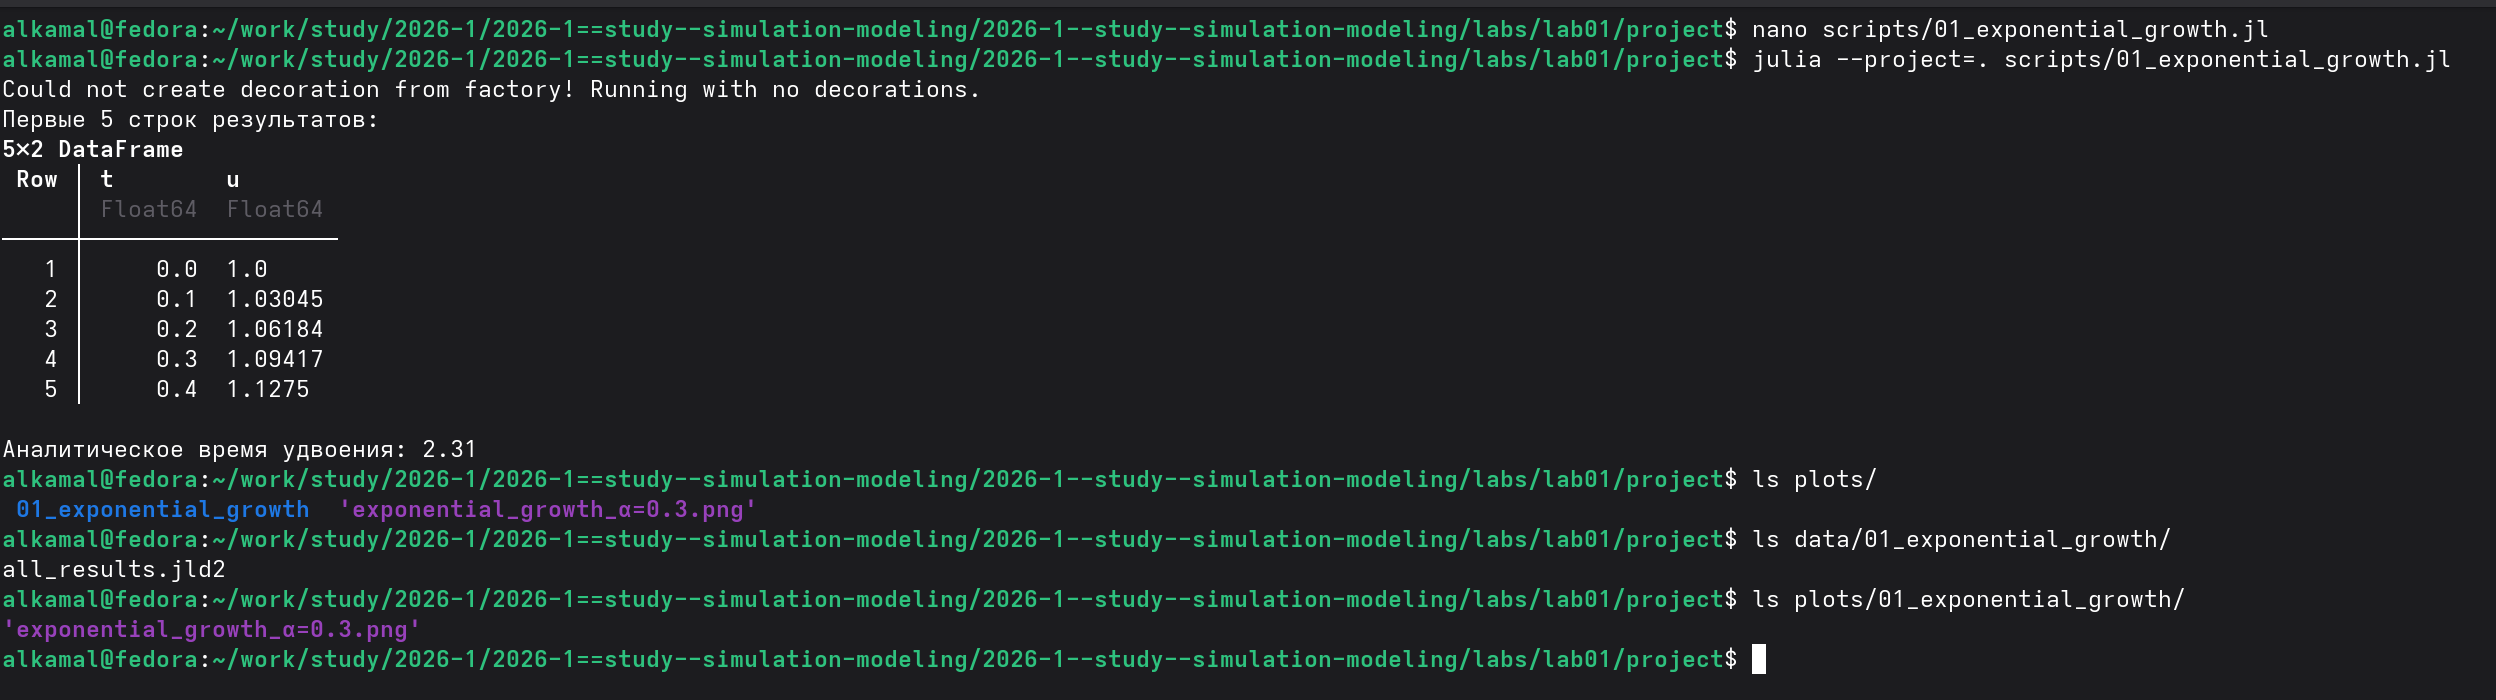 alkamal@fedora:~/work/study/2026-1/2026-1==study--simulation-modeling/2026-1--study--simulation-modeling/labs/lab01/project$ nano scripts/01_exponential_growth.jl
alkamal@fedora:~/work/study/2026-1/2026-1==study--simulation-modeling/2026-1--study--simulation-modeling/labs/lab01/project$ julia --project=. scripts/01_exponential_growth.jl
Could not create decoration from factory! Running with no decorations.
Первые 5 строк результатов:
5×2 DataFrame
Row │ t u
│ Float64 Float64
1 │ 0.0 1.0
2 │ 0.1 1.03045
3 │ 0.2 1.06184
4 │ 0.3 1.09417
5 │ 0.4 1.1275
Аналитическое время удвоения: 2.31
alkamal@fedora:~/work/study/2026-1/2026-1==study--simulation-modeling/2026-1--study--simulation-modeling/labs/lab01/project$ ls plots/
01_exponential_growth 'exponential_growth_α=0.3.png'
alkamal@fedora:~/work/study/2026-1/2026-1==study--simulation-modeling/2026-1--study--simulation-modeling/labs/lab01/project$ ls data/01_exponential_growth/
all_results.jld2
alkamal@fedora:~/work/study/2026-1/2026-1==study--simulation-modeling/2026-1--study--simulation-modeling/labs/lab01/project$ ls plots/01_exponential_growth/
'exponential_growth_α=0.3.png'
alkamal@fedora:~/work/study/2026-1/2026-1==study--simulation-modeling/2026-1--study--simulation-modeling/labs/lab01/project$